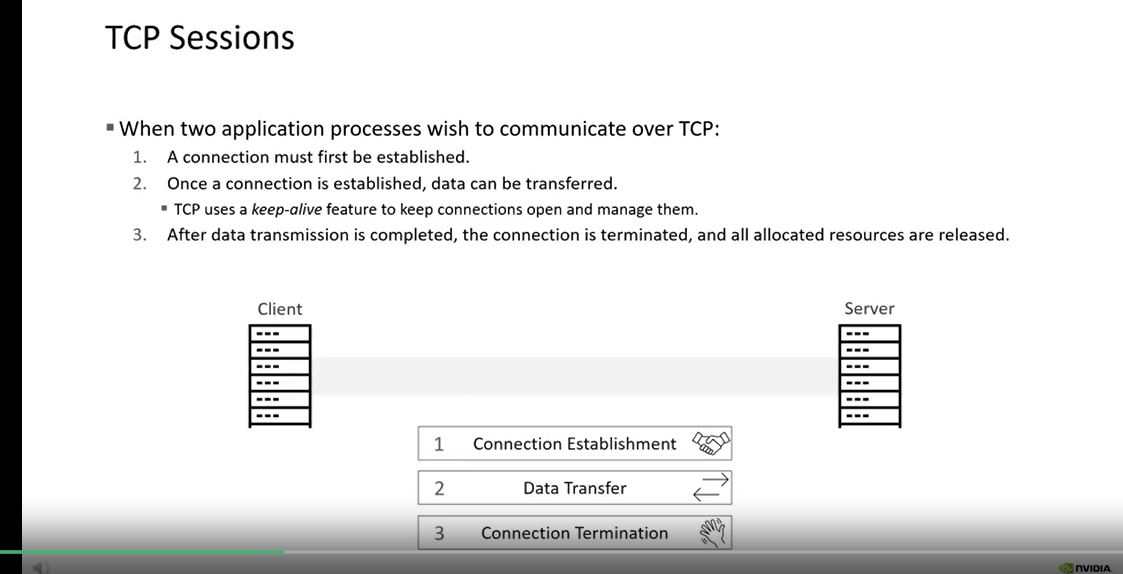 TCP Sessions
▪ When two application processes wish to communicate over TCP:
1. A connection must first be established.
2. Once a connection is established, data can be transferred.
▪ TCP uses a keep-alive feature to keep connections open and manage them.
3. After data transmission is completed, the connection is terminated, and all allocated resources are released.
Client
Server
1 Connection Establishment
2 Data Transfer
3 Connection Termination
NVIDIA